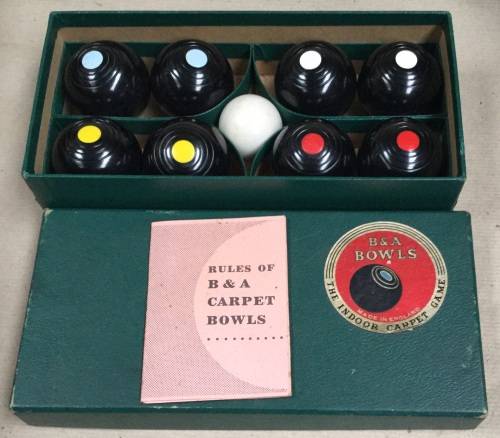 RULES OF
B & A
CARPET
BOWLS
B&A
BOWLS
MADE IN ENGLAND
THE INDOOR CARPET GAME